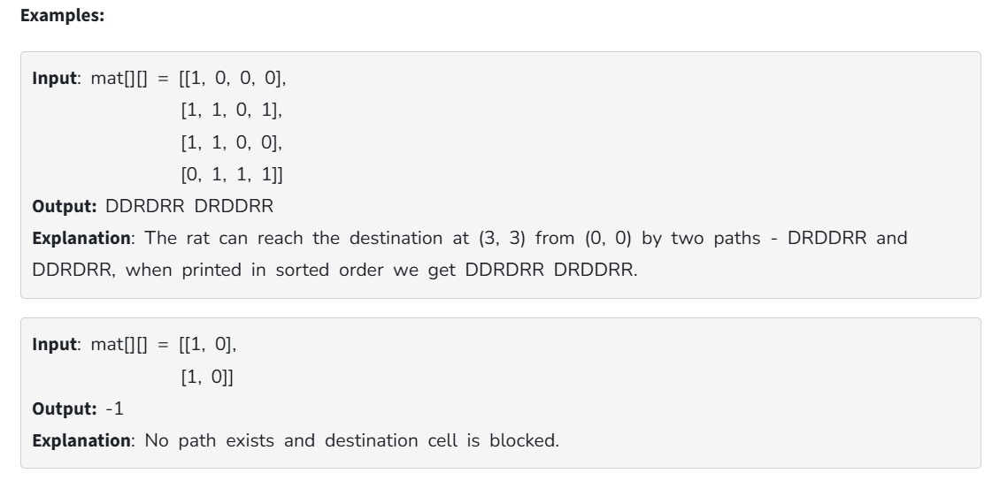 Examples:
Input: mat[][] = [[1, 0, 0, 0],
[1, 1, 0, 1],
[1, 1, 0, 0],
[0, 1, 1, 1]]
Output: DDRDRR DRDDRR
Explanation: The rat can reach the destination at (3, 3) from (0, 0) by two paths - DRDDRR and
DDRDRR, when printed in sorted order we get DDRDRR DRDDRR.
Input: mat[][] = [[1, 0],
[1, 0]]
Output: -1
Explanation: No path exists and destination cell is blocked.